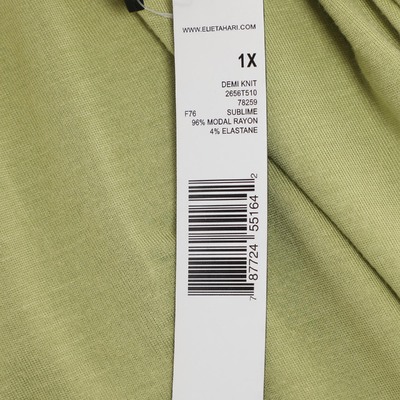 WWW.ELIETAHARI.COM
1X
DEMI KNIT
2656T510
78259
F76 SUBLIME
96% MODAL RAYON
4% ELASTANE
7 87724 55164 2